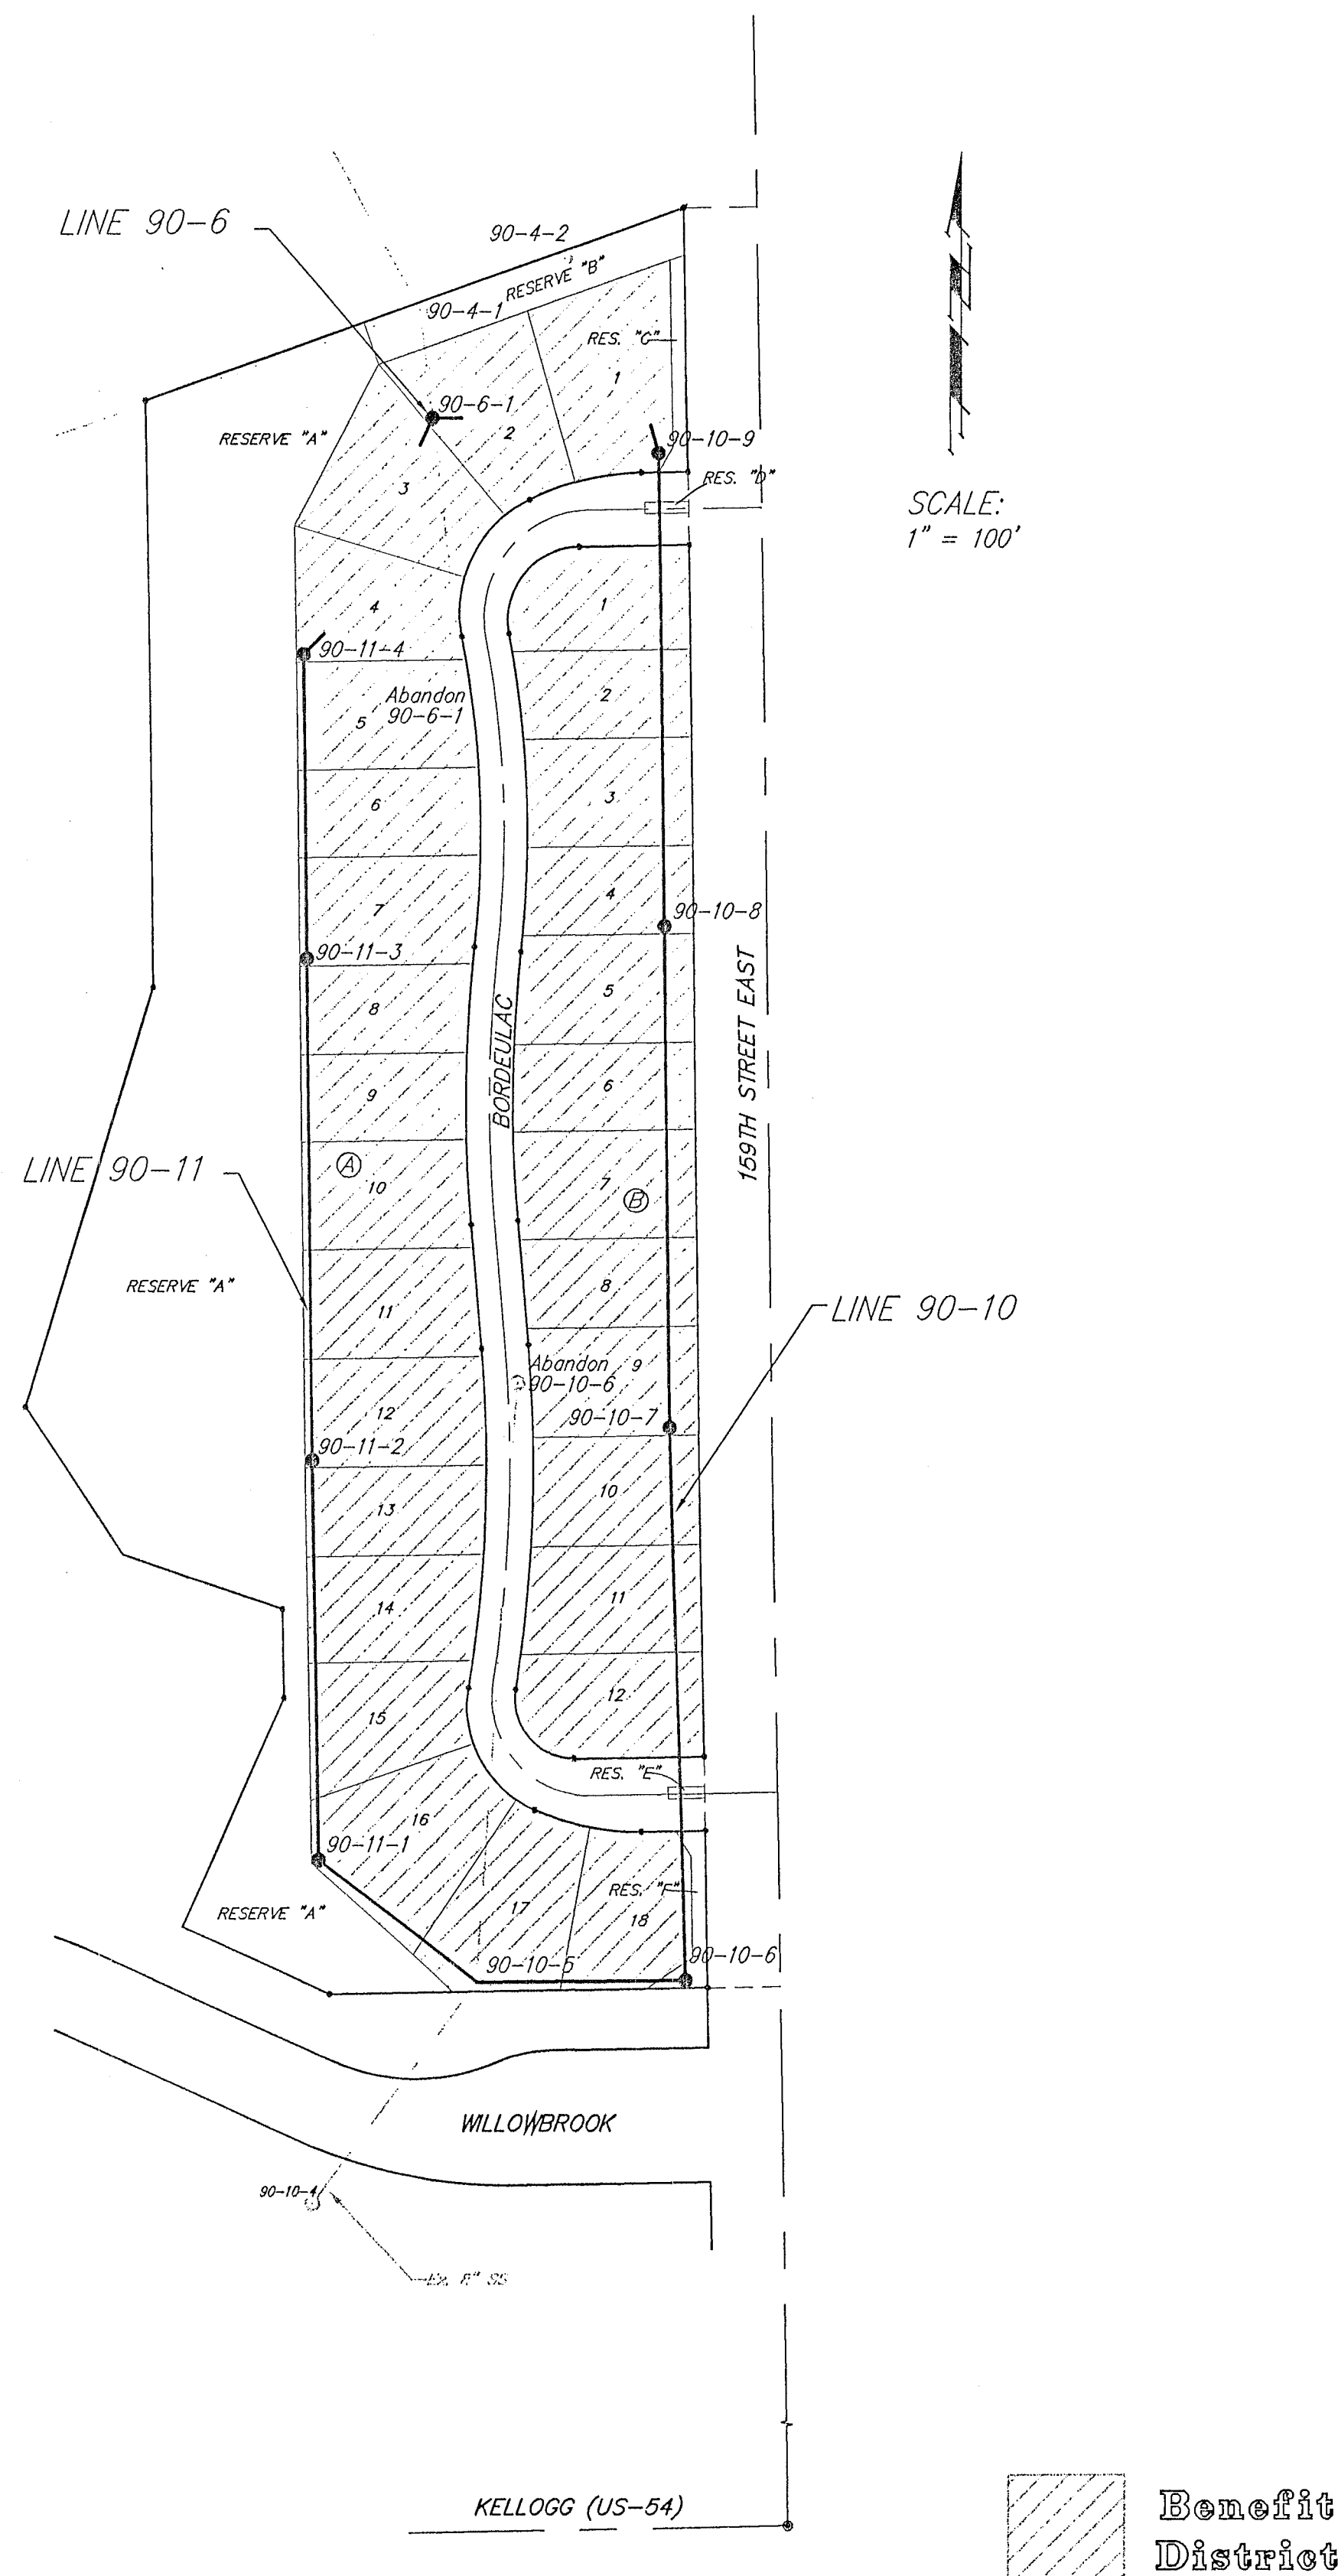 LINE 90-6
90-4-2
RESERVE "B"
90-4-1
RES. "C"
1
90-6-1
2
RESERVE "A"
90-10-9
3
RES. "D"
SCALE:
1" = 100'
4
1
90-11-4
Abandon
90-6-1
5
2
6
3
7
4
90-10-8
90-11-3
159TH STREET EAST
8
5
BORDEULAC
9
6
LINE 90-11
A
10
7
B
RESERVE "A"
11
8
LINE 90-10
Abandon
90-10-6
9
12
90-10-7
90-11-2
13
10
14
11
15
12
RES. "E"
16
90-11-1
RES. "F"
17
18
RESERVE "A"
90-10-5
90-10-6
WILLOWBROOK
90-10-4
Ex. 8" SS
KELLOGG (US-54)
Benefit
District